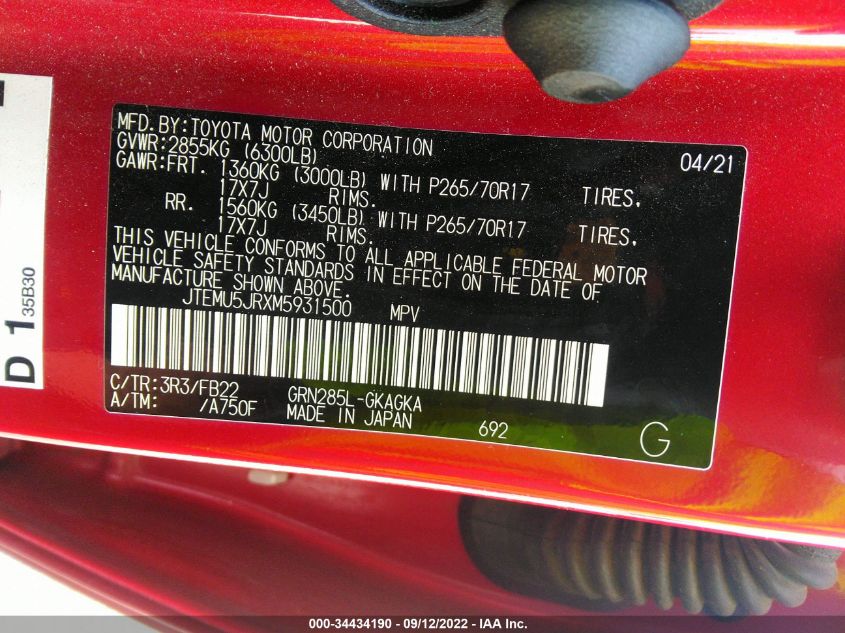 MFD.BY:TOYOTA MOTOR CORPORATION 04/21
GVWR:2855KG (6300LB)
GAWR:FRT. 1360KG (3000LB) WITH P265/70R17 TIRES,
17X7J RIMS.
RR. 1560KG (3450LB) WITH P265/70R17 TIRES,
17X7J RIMS.
THIS VEHICLE CONFORMS TO ALL APPLICABLE FEDERAL MOTOR
VEHICLE SAFETY STANDARDS IN EFFECT ON THE DATE OF
MANUFACTURE SHOWN ABOVE.
JTEMU5JRXM5931500 MPV
C/TR:3R3/FB22 GRN285L-GKAGKA
A/TM: /A750F MADE IN JAPAN 692 G
D 1 35B30
000-34434190 - 09/12/2022 - IAA Inc.